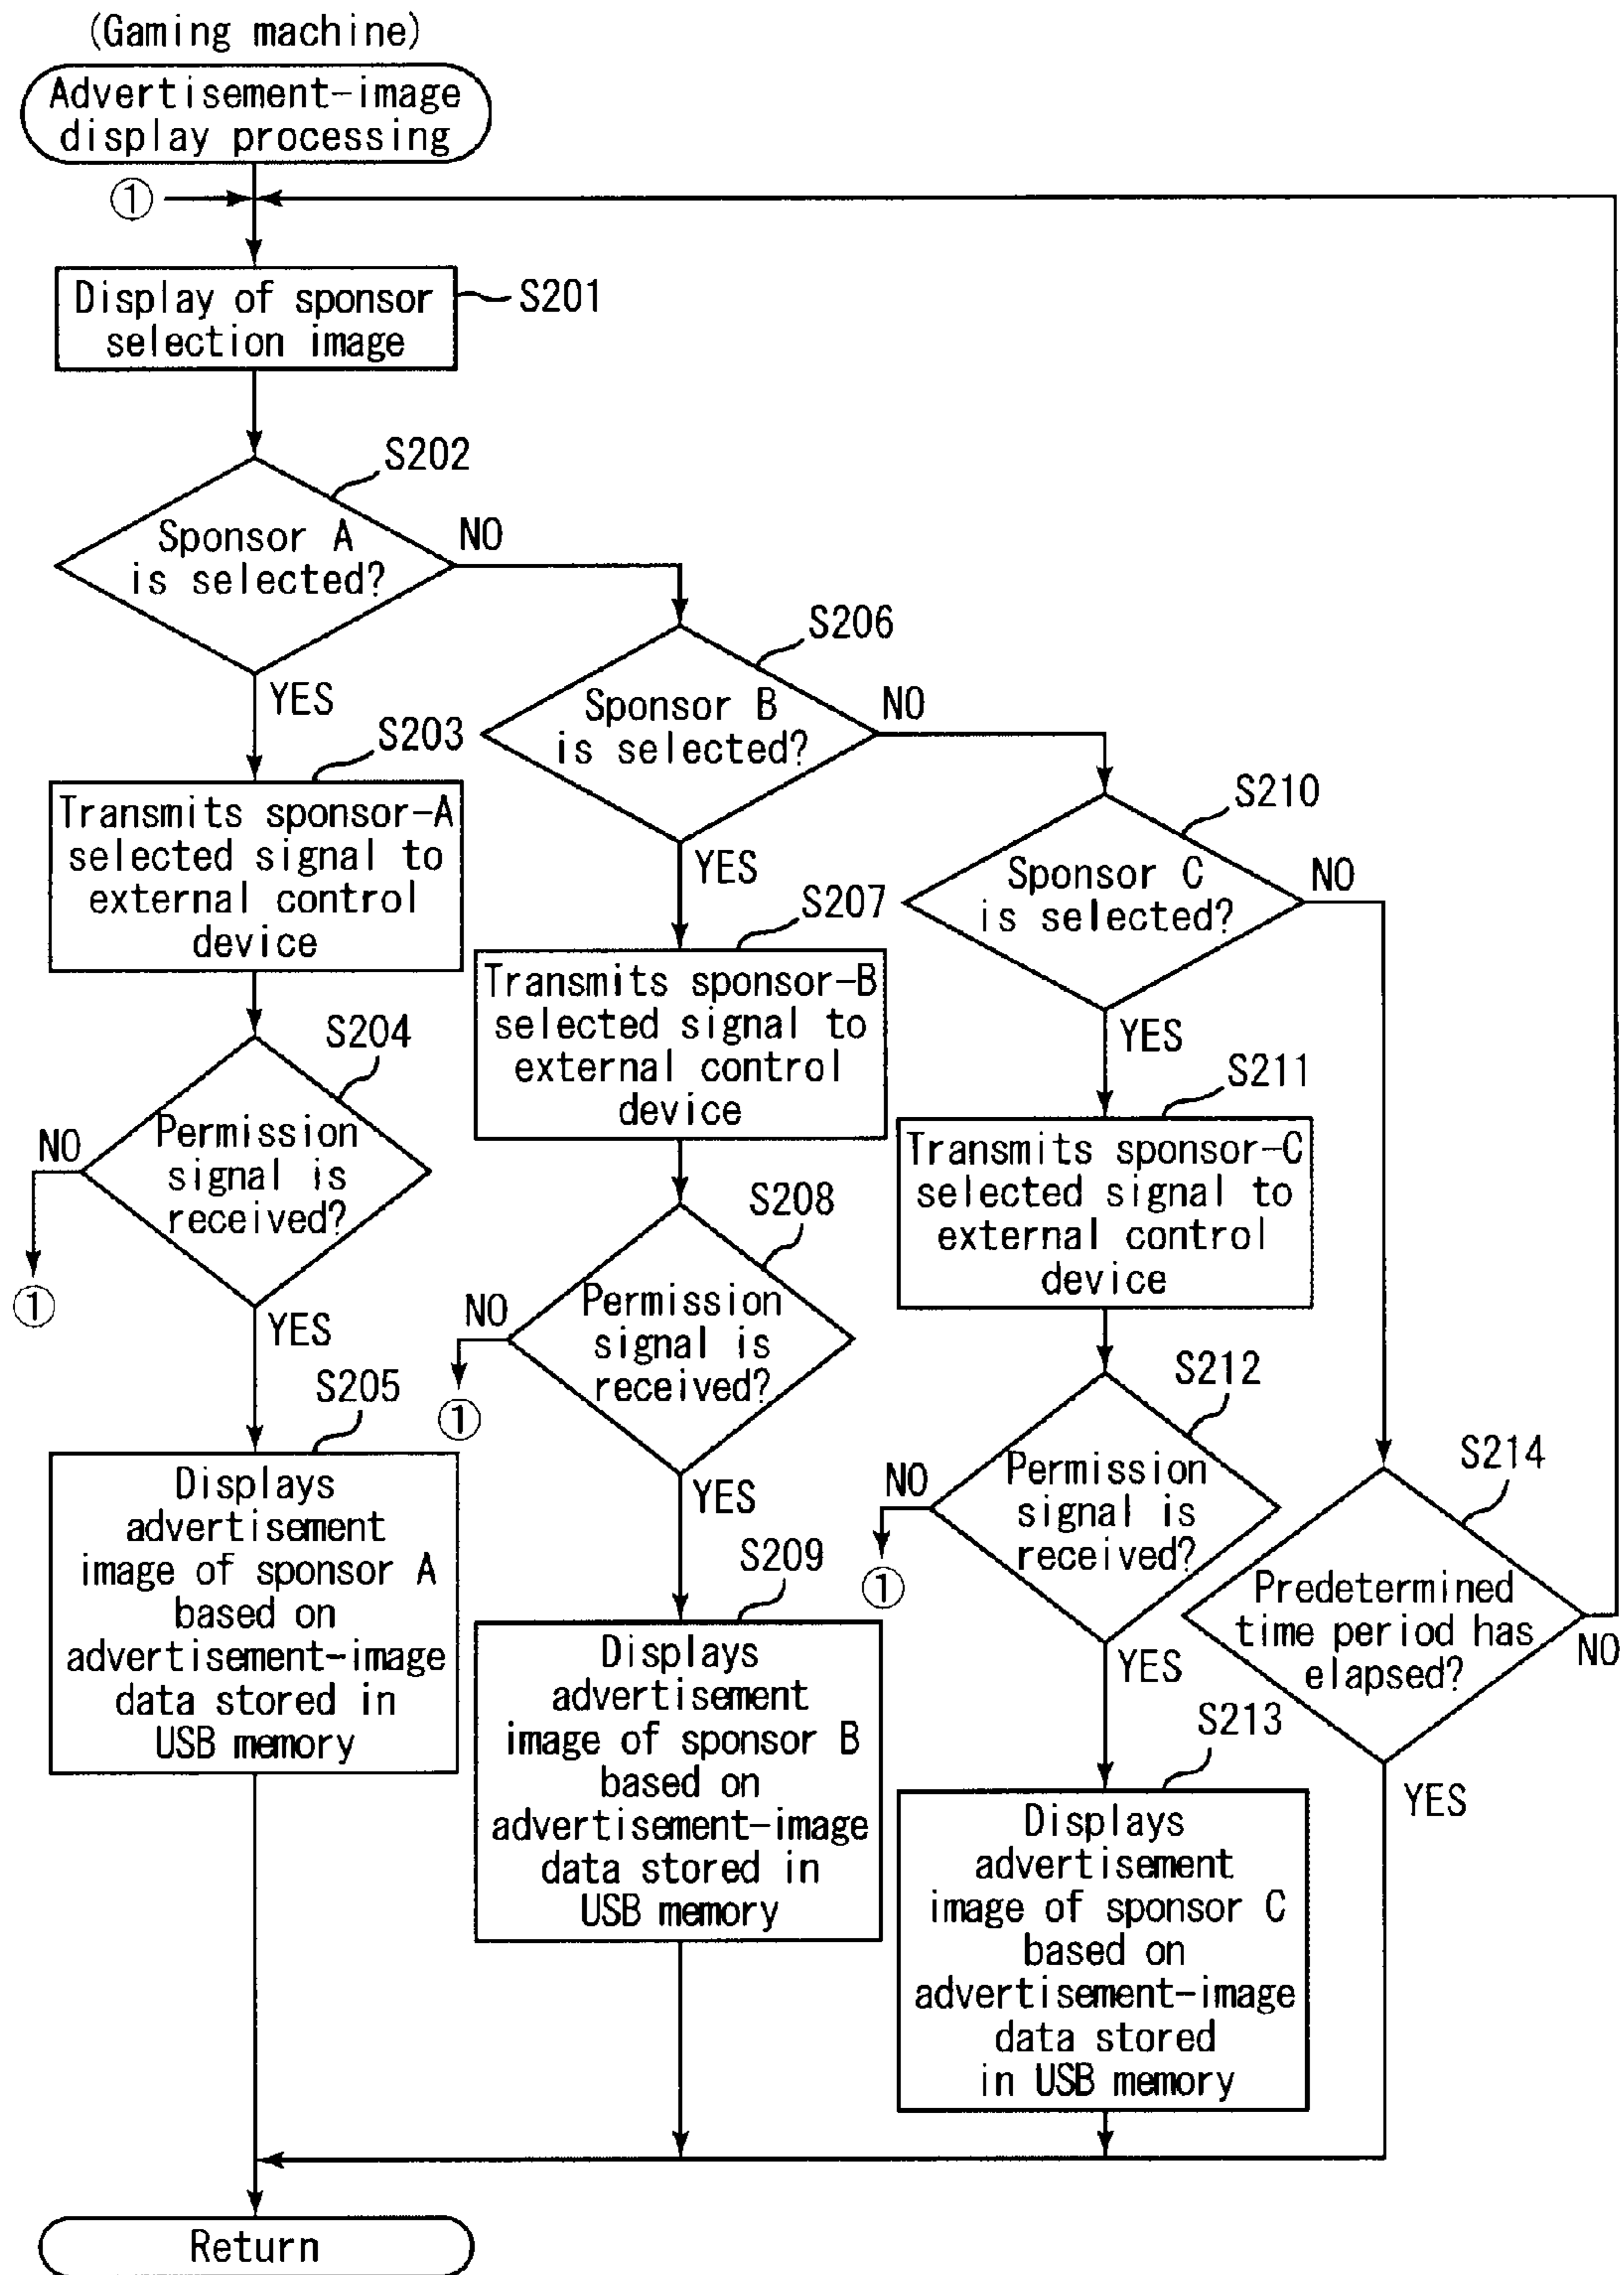 (Gaming machine)
Advertisement-image
display processing
①
Display of sponsor
selection image
S201
S202
Sponsor A
is selected?
NO
YES
S203
Transmits sponsor-A
selected signal to
external control
device
S204
Permission
signal is
received?
NO
①
YES
S205
Displays
advertisement
image of sponsor A
based on
advertisement-image
data stored in
USB memory
S206
Sponsor B
is selected?
NO
YES
S207
Transmits sponsor-B
selected signal to
external control
device
S208
Permission
signal is
received?
NO
①
YES
S209
Displays
advertisement
image of sponsor B
based on
advertisement-image
data stored in
USB memory
S210
Sponsor C
is selected?
NO
YES
S211
Transmits sponsor-C
selected signal to
external control
device
S212
Permission
signal is
received?
NO
①
YES
S213
Displays
advertisement
image of sponsor C
based on
advertisement-image
data stored
in USB memory
S214
Predetermined
time period has
elapsed?
NO
YES
Return